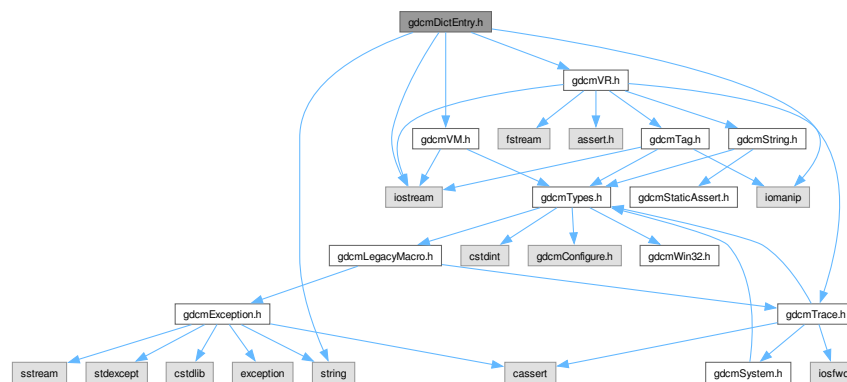 gdcmDictEntry.h
gdcmVR.h
gdcmVM.h
fstream
assert.h
gdcmTag.h
gdcmString.h
iostream
gdcmTypes.h
gdcmStaticAssert.h
iomanip
gdcmLegacyMacro.h
cstdint
gdcmConfigure.h
gdcmWin32.h
gdcmException.h
gdcmTrace.h
sstream
stdexcept
cstdlib
exception
string
cassert
gdcmSystem.h
iosfwd